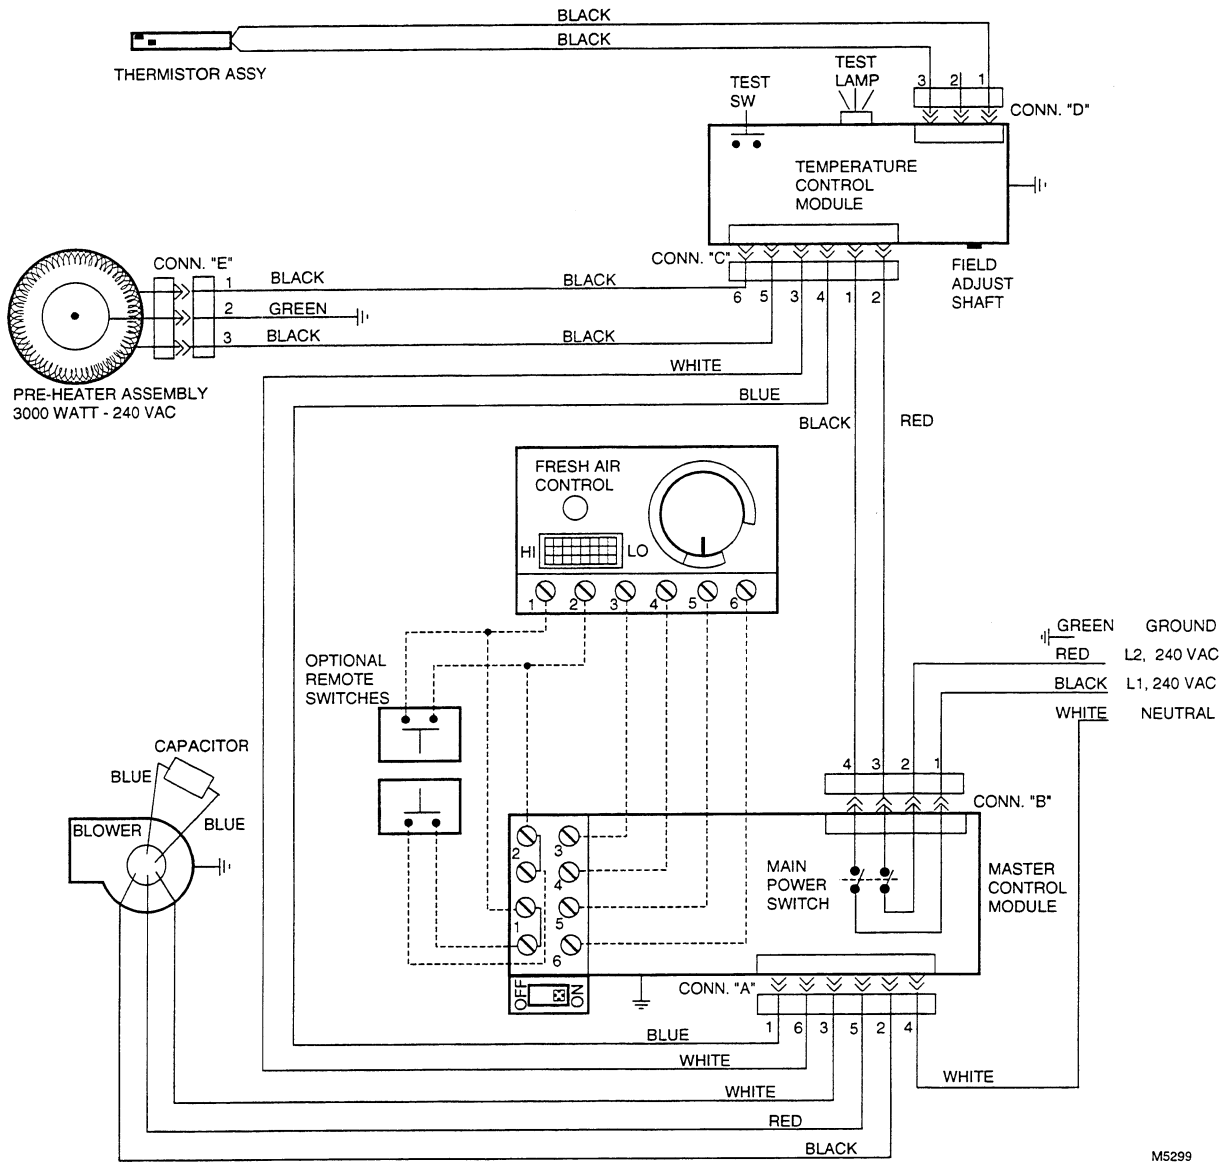 BLACK
BLACK
THERMISTOR ASSY
TEST
SW
TEST
LAMP
3 2 1
CONN. "D"
TEMPERATURE
CONTROL
MODULE
CONN. "C"
6 5 3 4 1 2
FIELD
ADJUST
SHAFT
CONN. "E"
1 BLACK BLACK
2 GREEN
3 BLACK BLACK
WHITE
PRE-HEATER ASSEMBLY
3000 WATT - 240 VAC
BLUE
BLACK RED
FRESH AIR
CONTROL
HI LO
1 2 3 4 5 6
GREEN GROUND
RED L2, 240 VAC
BLACK L1, 240 VAC
WHITE NEUTRAL
OPTIONAL
REMOTE
SWITCHES
CAPACITOR
BLUE
BLUE
BLOWER
4 3 2 1
CONN. "B"
2 3
4
1 5
6
MAIN
POWER
SWITCH
MASTER
CONTROL
MODULE
OFF ON
CONN. "A"
1 6 3 5 2 4
BLUE
WHITE
WHITE
WHITE
RED
BLACK
M5299